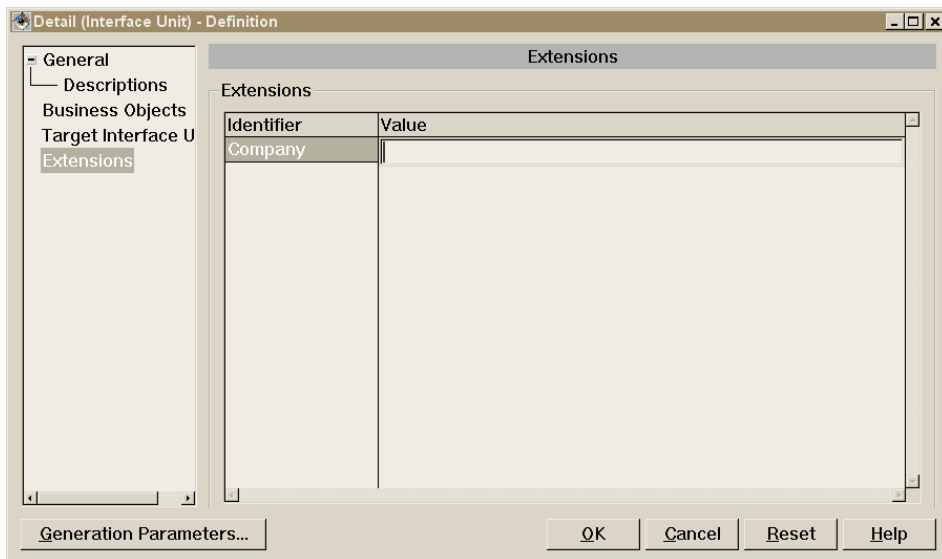 Detail (Interface Unit) - Definition
General
Descriptions
Business Objects
Target Interface U
Extensions
Extensions
Extensions
Identifier Value
Company
Generation Parameters... OK Cancel Reset Help